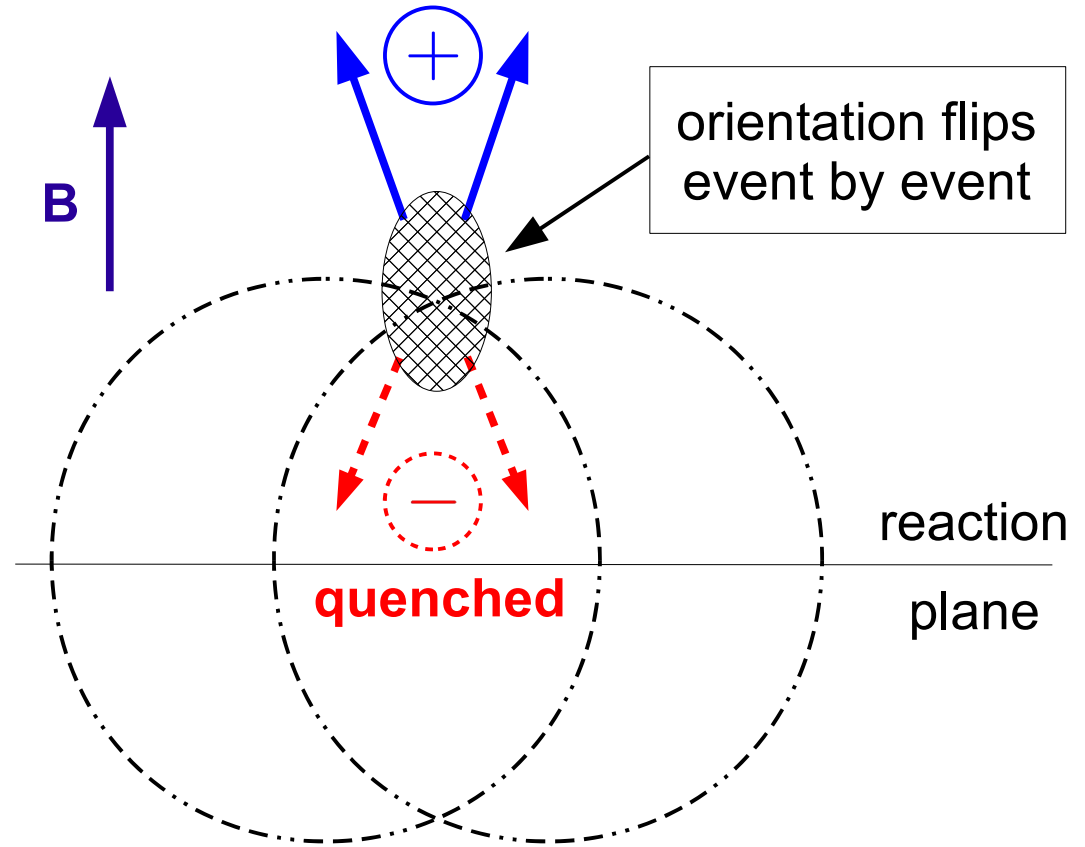 +
orientation flips
event by event
B
−
reaction
quenched
plane